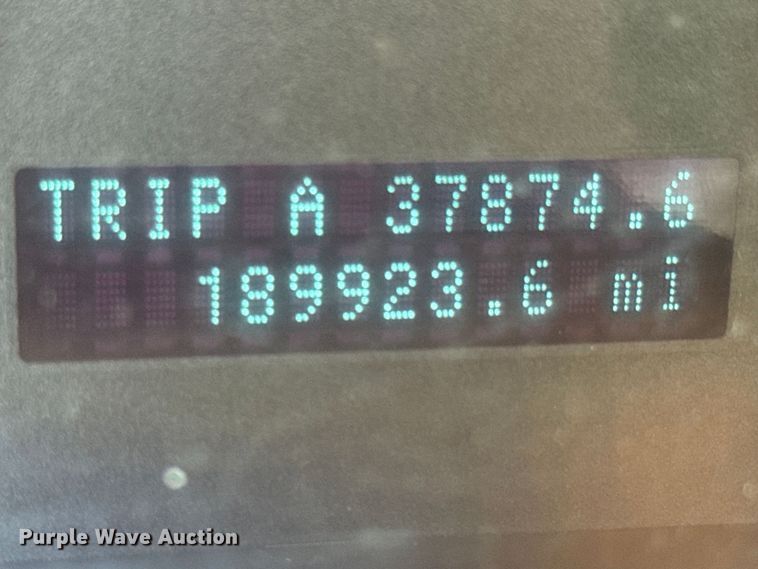 TRIP A 37874.6
189923.6 mi
Purple Wave Auction